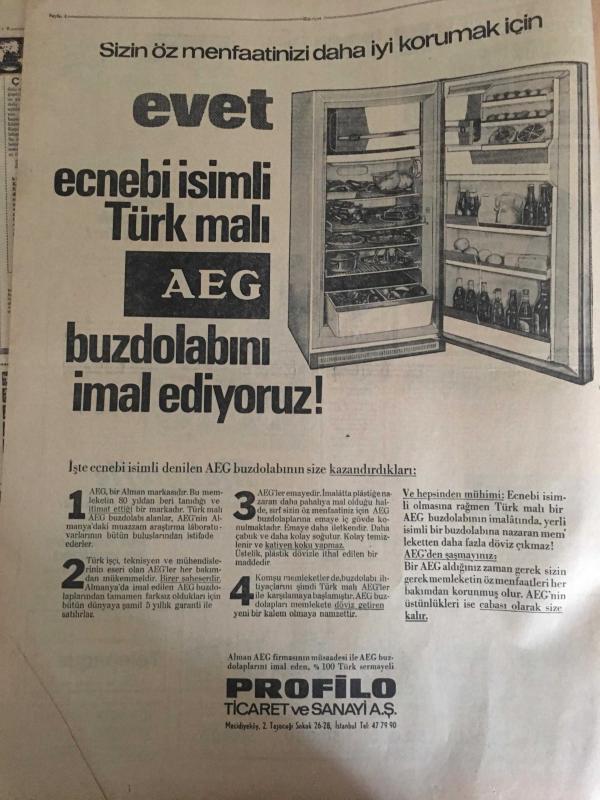 Sayfa: 4
Sizin öz menfaatinizi daha iyi korumak için
evet
ecnebi isimli
Türk malı
AEG
buzdolabını
imal ediyoruz!
İşte ecnebi isimli denilen AEG buzdolabının size kazandırdıkları:
1 AEG, bir Alman markasıdır. Bu mem-
leketin 80 yıldan beri tanıdığı ve
itimat ettiği bir markadır. Türk malı
AEG buzdolabı alanlar, AEG'nin Al-
manya'daki muazzam araştırma lâboratu-
varlarının bütün buluşlarından istifade
ederler.
2 Türk işçi, teknisyen ve mühendisle-
rinin eseri olan AEG'ler her bakım-
dan mükemmeldir. Birer şaheserdir.
Almanya'da imal edilen AEG buzdo-
laplarından tamamen farksız oldukları için
bütün dünyaya şamil 5 yıllık garanti ile
satılırlar.
3 AEG'ler emayedir. İmalâtta plâstiğe na-
zaran daha pahalıya mal olduğu hal-
de, sırf sizin öz menfaatiniz için AEG
buzdolaplarına emaye iç gövde ko-
nulmaktadır. Emaye daha iletkendir. Daha
çabuk ve daha kolay soğutur. Kolay temiz-
lenir ve katiyen koku yapmaz.
Üstelik, plâstik dövizle ithal edilen bir
maddedir.
4 Komşu memleketler de, buzdolabı ih-
tiyaçlarını şimdi Türk malı AEG'ler
ile karşılamaya başlamıştır. AEG buz-
dolapları memlekete döviz getiren
yeni bir kalem olmaya namzettir.
Ve hepsinden mühimi: Ecnebi isim-
li olmasına rağmen Türk malı bir
AEG buzdolabının imalâtında, yerli
isimli bir buzdolabına nazaran mem'
leketten daha fazla döviz çıkmaz!
AEG'den şaşmayınız:
Bir AEG aldığınız zaman gerek sizin
gerek memleketin öz menfaatleri her
bakımdan korunmuş olur. AEG'nin
üstünlükleri ise cabası olarak size
kalır.
Alman AEG firmasının müsaadesi ile AEG buz-
dolaplarını imal eden, % 100 Türk sermayeli
PROFİLO
TİCARET ve SANAYİ A.Ş.
Mecidiyeköy, 2. Taşocağı Sokak 26-28, İstanbul Tel: 47 79 90